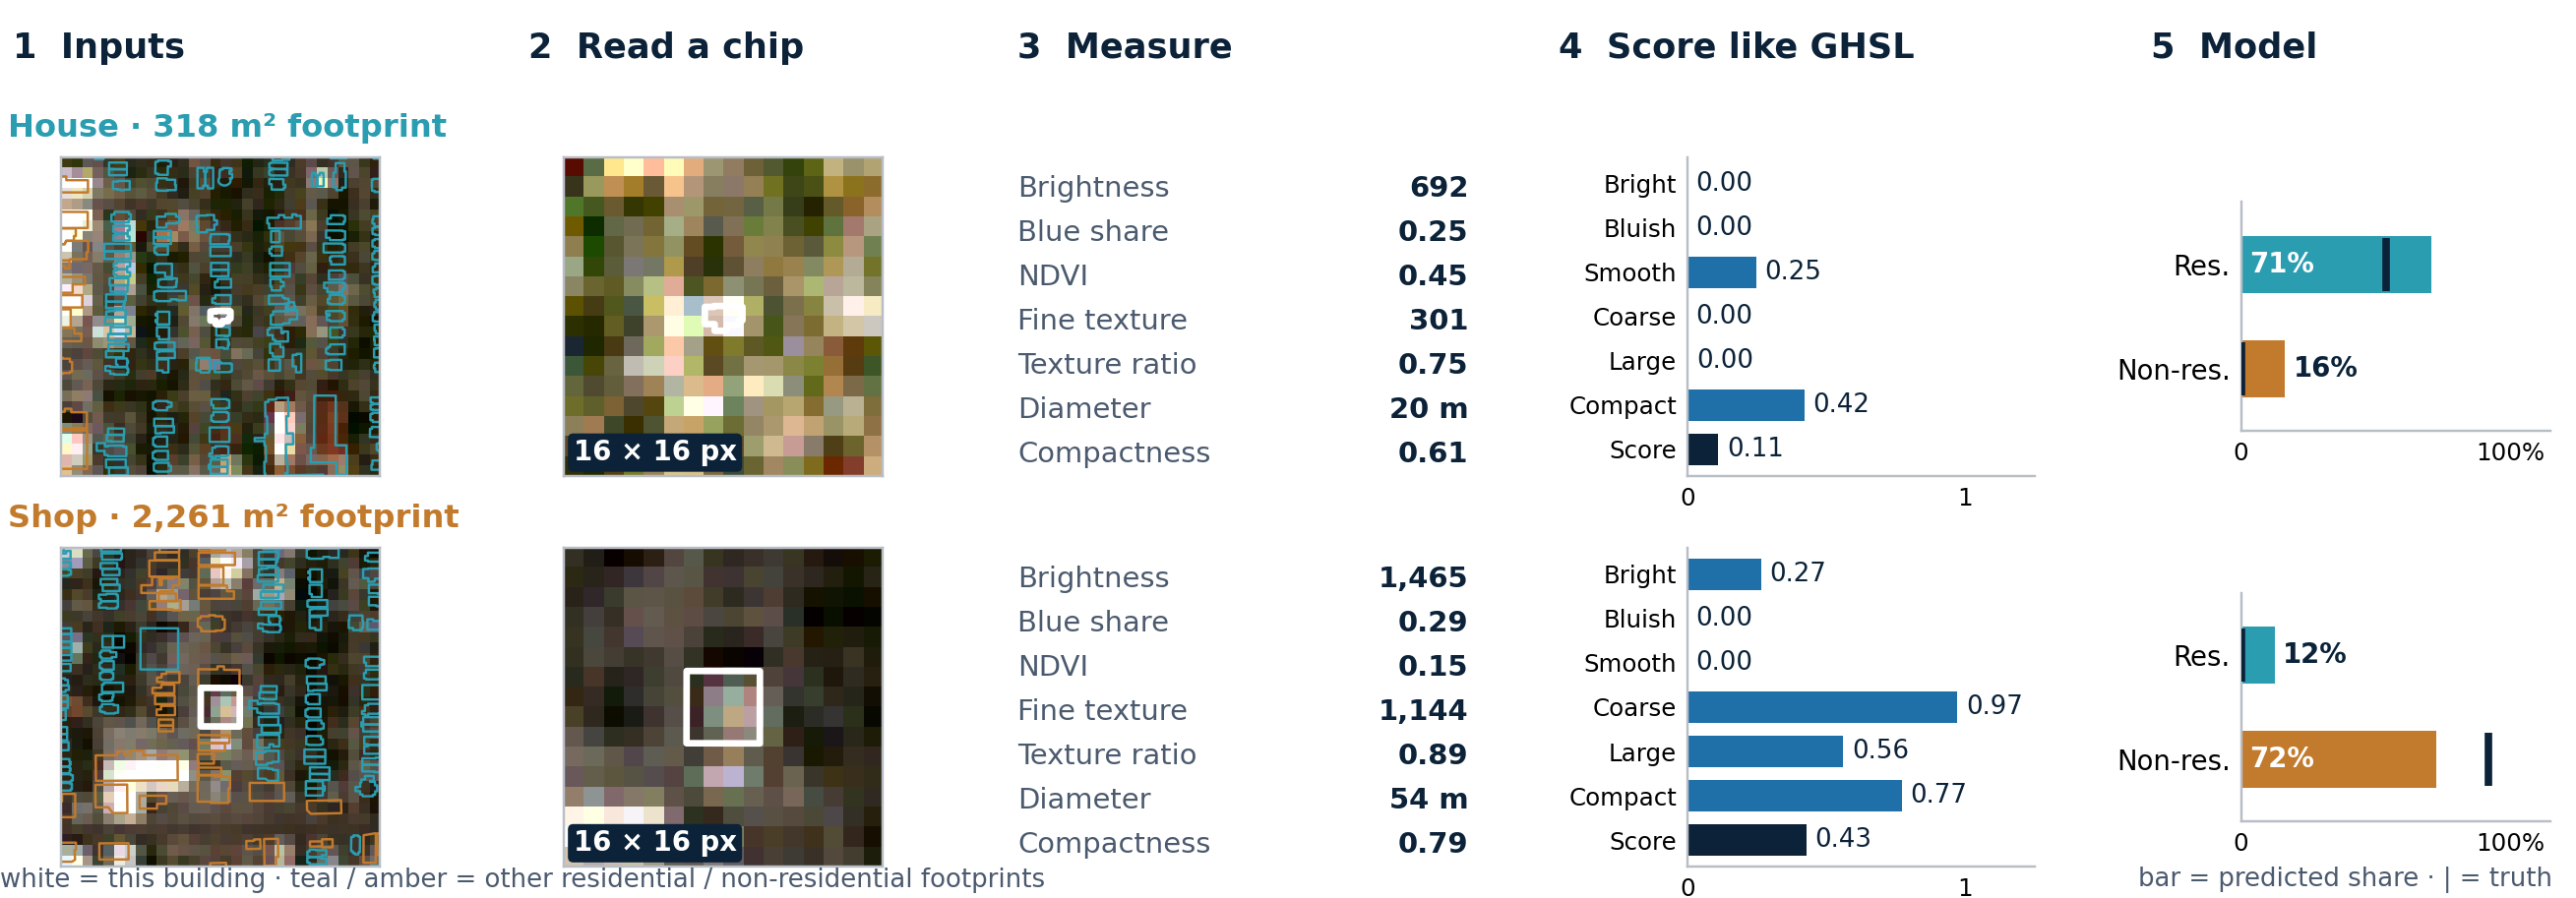 1 Inputs
2 Read a chip
3 Measure
4 Score like GHSL
5 Model
House · 318 m² footprint
16 × 16 px
Brightness 692
Blue share 0.25
NDVI 0.45
Fine texture 301
Texture ratio 0.75
Diameter 20 m
Compactness 0.61
Bright 0.00
Bluish 0.00
Smooth 0.25
Coarse 0.00
Large 0.00
Compact 0.42
Score 0.11
0 1
Res. 71%
Non-res. 16%
0 100%
Shop · 2,261 m² footprint
16 × 16 px
Brightness 1,465
Blue share 0.29
NDVI 0.15
Fine texture 1,144
Texture ratio 0.89
Diameter 54 m
Compactness 0.79
Bright 0.27
Bluish 0.00
Smooth 0.00
Coarse 0.97
Large 0.56
Compact 0.77
Score 0.43
0 1
Res. 12%
Non-res. 72%
0 100%
white = this building · teal / amber = other residential / non-residential footprints
bar = predicted share · | = truth